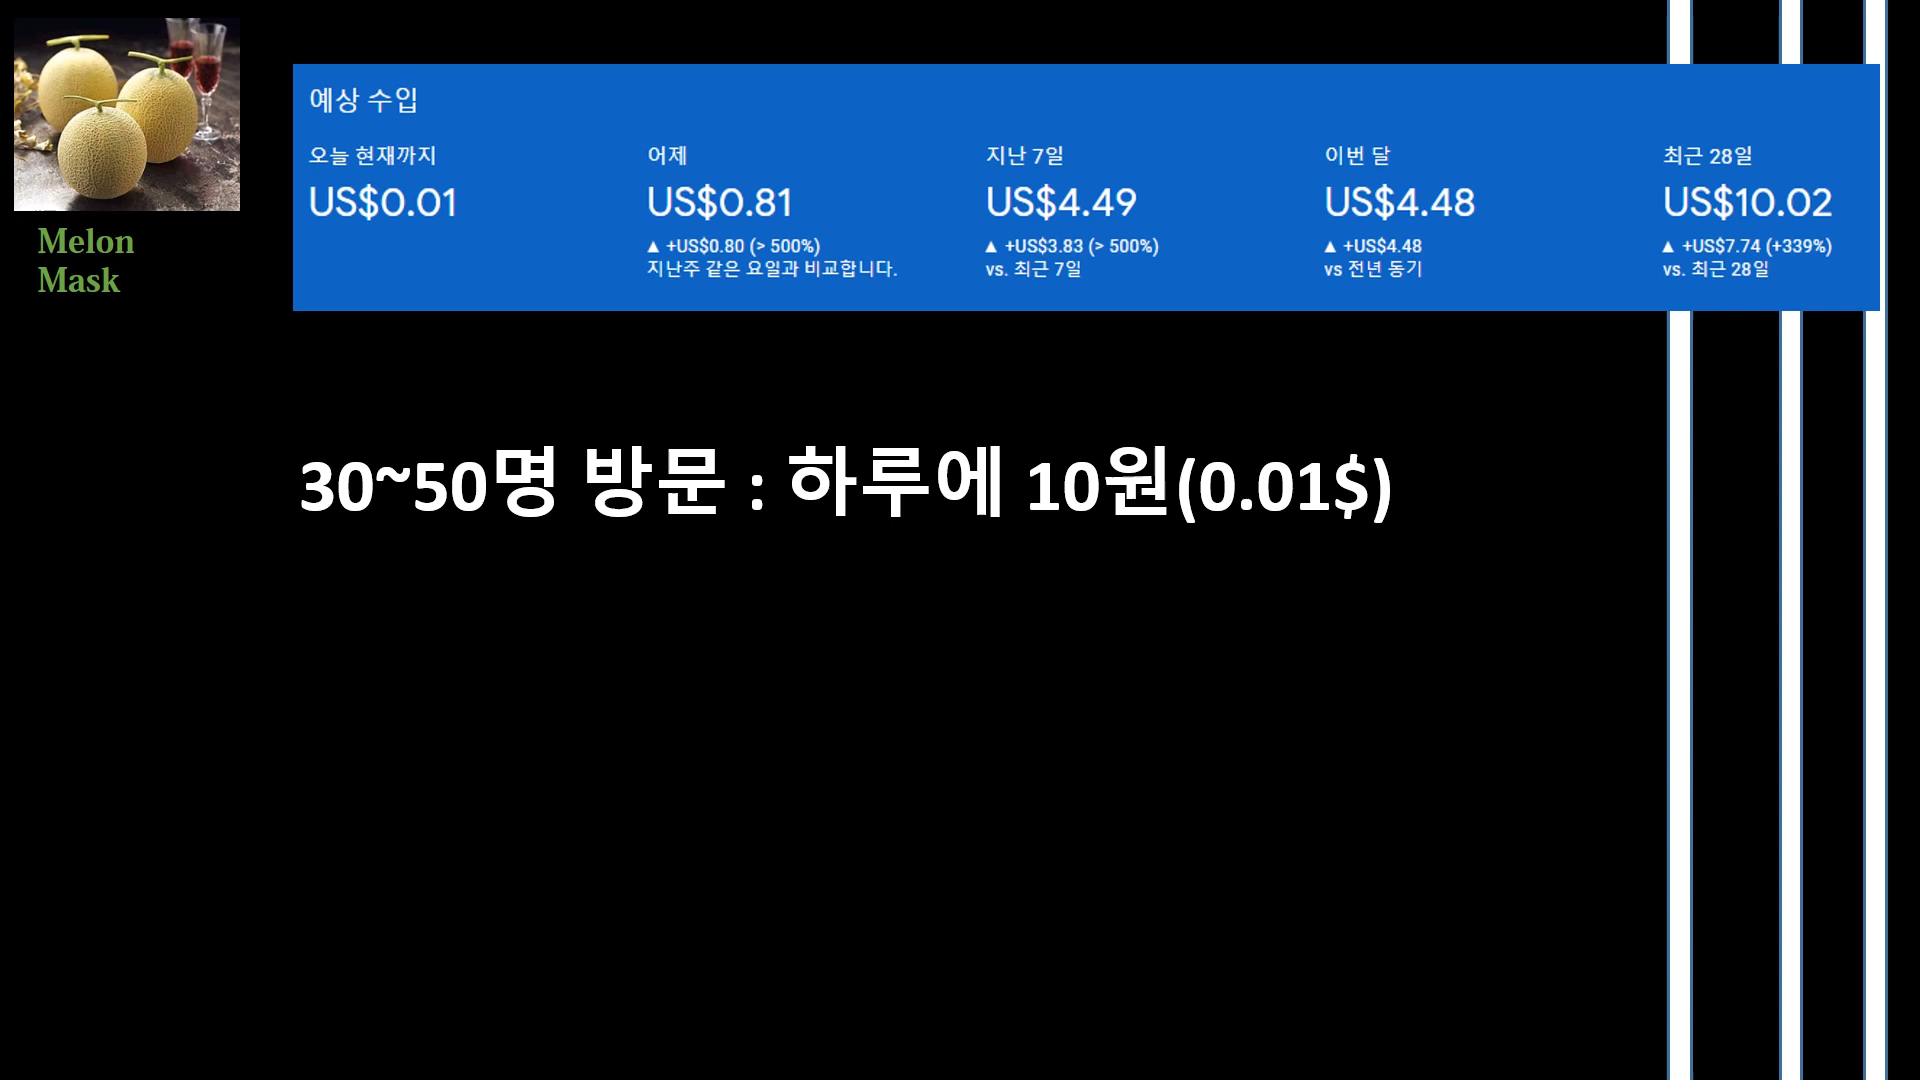 Melon
Mask
예상 수입
오늘 현재까지
US$0.01
어제
US$0.81
▲ +US$0.80 (> 500%)
지난주 같은 요일과 비교합니다.
지난 7일
US$4.49
▲ +US$3.83 (> 500%)
vs. 최근 7일
이번 달
US$4.48
▲ +US$4.48
vs 전년 동기
최근 28일
US$10.02
▲ +US$7.74 (+339%)
vs. 최근 28일
30~50명 방문 : 하루에 10원(0.01$)